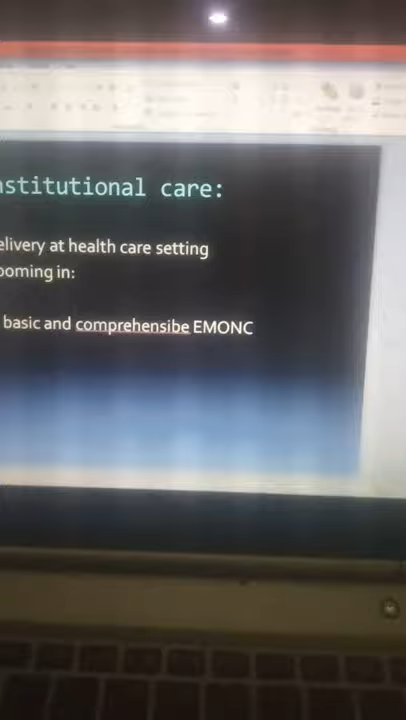 nstitutional care:
elivery at health care setting
ooming in:
basic and comprehensibe EMONC